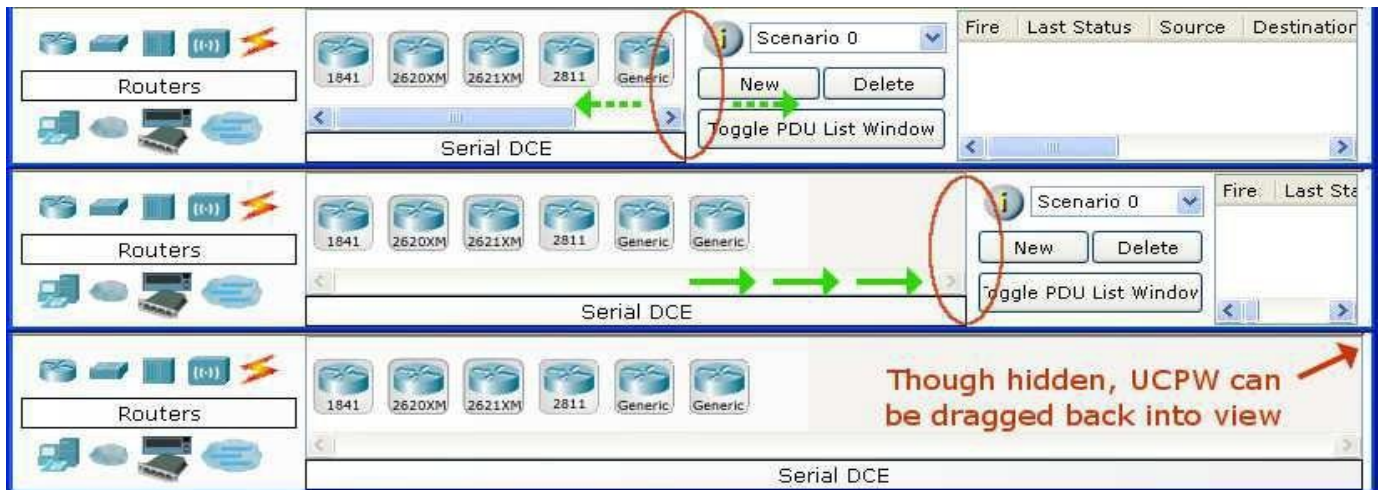 Scenario 0
Fire Last Status Source Destination
1841 2620XM 2621XM 2811 Generic
Routers
New Delete
Toggle PDU List Window
Serial DCE
Scenario 0
Fire Last Sta
1841 2620XM 2621XM 2811 Generic Generic
Routers
New Delete
Toggle PDU List Window
Serial DCE
1841 2620XM 2621XM 2811 Generic Generic
Routers
Though hidden, UCPW can
be dragged back into view
Serial DCE